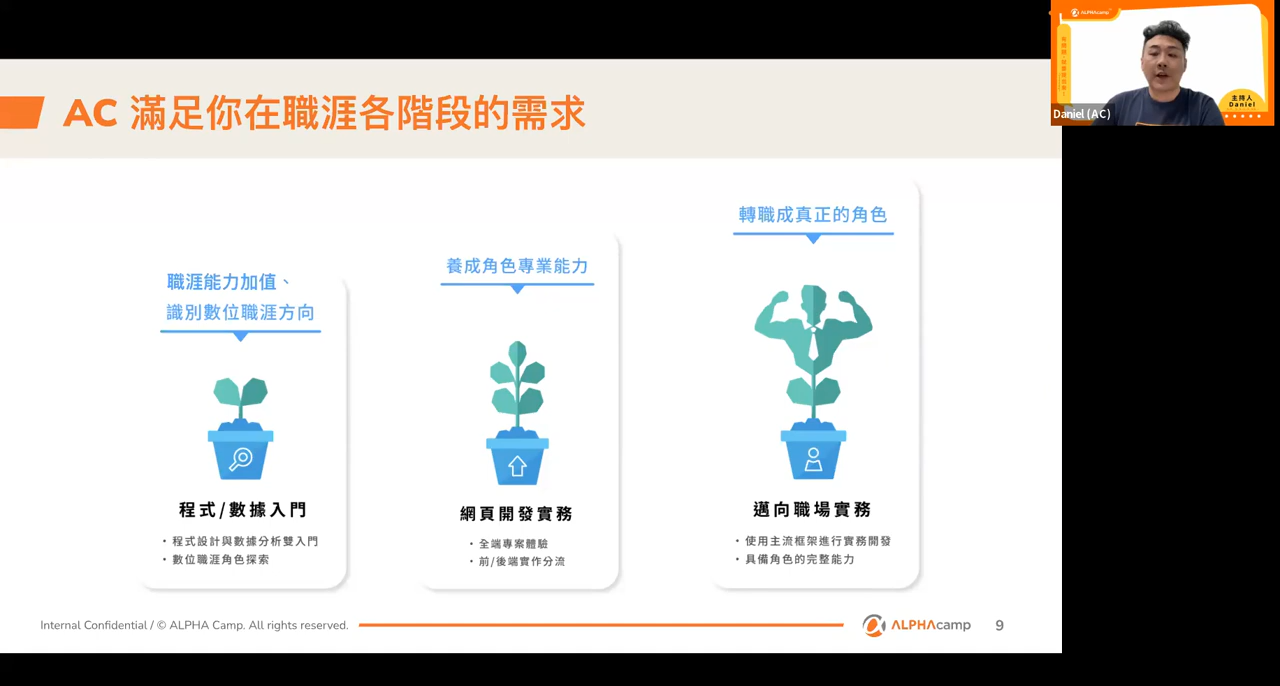 AC 滿足你在職涯各階段的需求
ALPHAcamp
主持人
Daniel
Daniel (AC)
職涯能力加值、
識別數位職涯方向
程式/數據入門
• 程式設計與數據分析雙入門
• 數位職涯角色探索
養成角色專業能力
網頁開發實務
• 全端專案體驗
• 前/後端實作分流
轉職成真正的角色
邁向職場實務
• 使用主流框架進行實務開發
• 具備角色的完整能力
Internal Confidential / © ALPHA Camp. All rights reserved.
ALPHAcamp
9